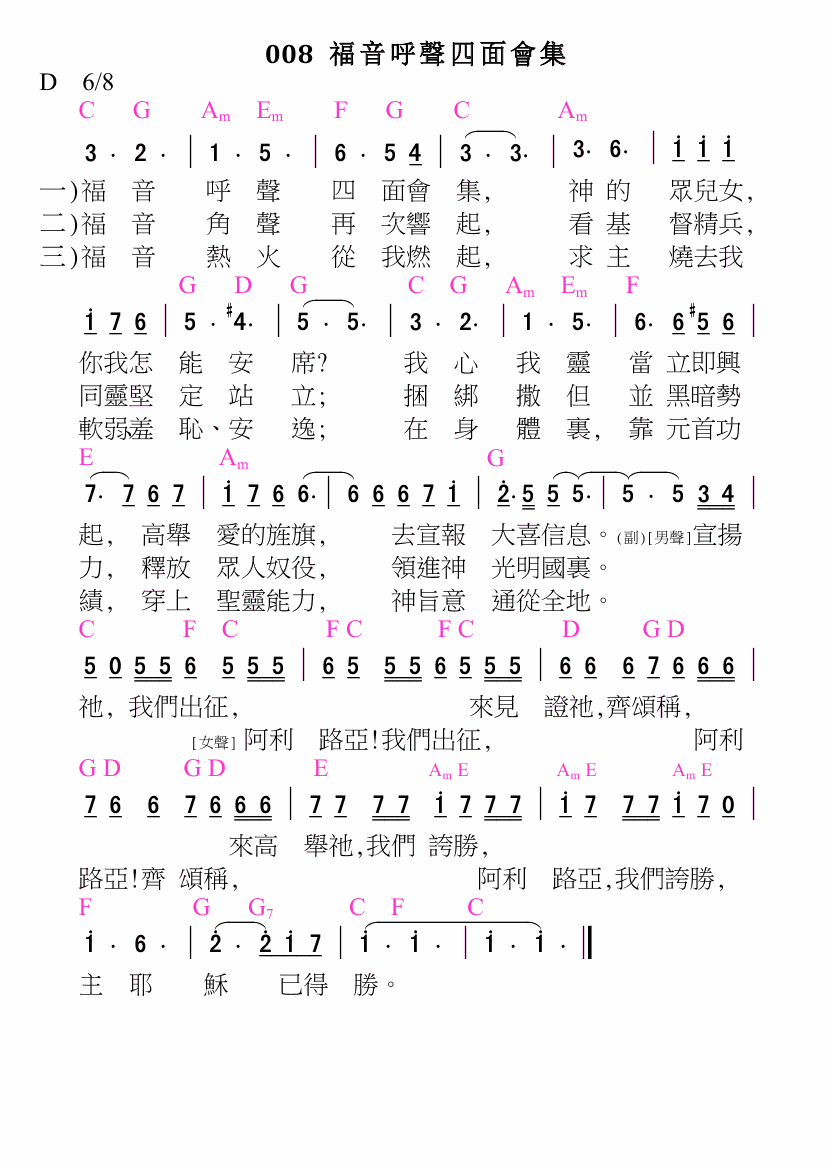 008 福音呼聲四面會集
D 6/8
C G Am Em F G C Am
3 · 2 · | 1 · 5 · | 6 · 5 4 | 3 · 3· | 3· 6· | i i i
一)福 音 呼 聲 四 面會 集, 神 的 眾兒女,
二)福 音 角 聲 再 次響 起, 看 基 督精兵,
三)福 音 熱 火 從 我燃 起, 求 主 燒去我
G D G C G Am Em F
i 7 6 | 5 · #4· | 5 · 5· | 3 · 2· | 1 · 5· | 6· 6 #5 6 |
你我怎 能 安 席? 我 心 我 靈 當 立即興
同靈堅 定 站 立; 捆 綁 撒 但 並 黑暗勢
軟弱羞 恥、安 逸; 在 身 體 裏, 靠 元首功
E Am G
7· 7 6 7 | i 7 6 6· | 6 6 6 7 i | 2· 5 5 5· | 5 · 5 3 4 |
起, 高舉 愛的旌旗, 去宣報 大喜信息。(副)[男聲]宣揚
力, 釋放 眾人奴役, 領進神 光明國裏。
績, 穿上 聖靈能力, 神旨意 通從全地。
C F C F C F C D G D
5 0 5 5 6 5 5 5 | 6 5 5 5 6 5 5 5 | 6 6 6 7 6 6 6 |
祂, 我們出征, 來見 證祂,齊頌稱,
[女聲] 阿利 路亞!我們出征, 阿利
G D G D E Am E Am E Am E
7 6 6 7 6 6 6 | 7 7 7 7 i 7 7 7 | i 7 7 7 i 7 0 |
來高 舉祂,我們 誇勝,
路亞!齊 頌稱, 阿利 路亞,我們誇勝,
F G G7 C F C
i · 6 · | 2 · 2 i 7 | i · i · | i · i · ‖
主 耶 穌 已得 勝。